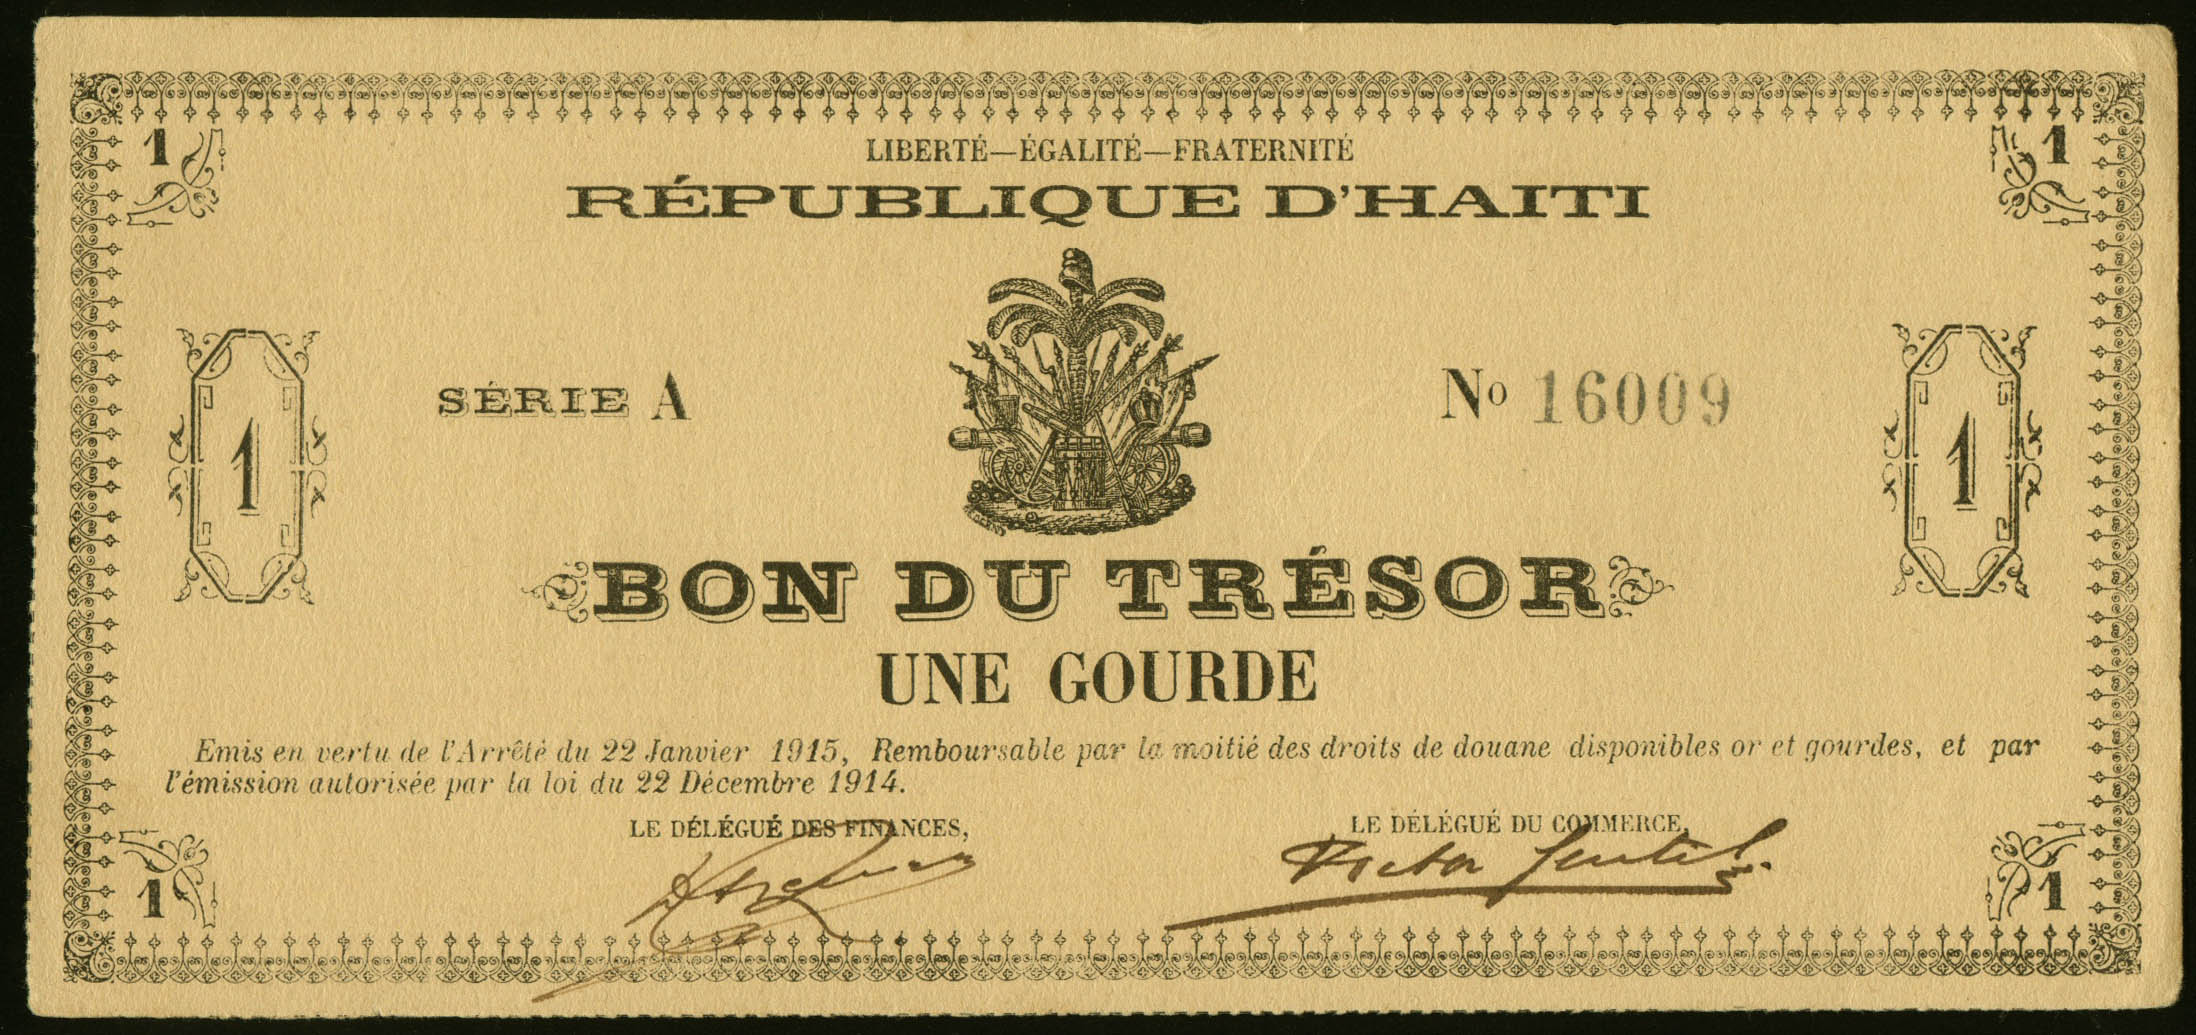 1 1
LIBERTÉ—ÉGALITÉ—FRATERNITÉ
RÉPUBLIQUE D'HAITI
SÉRIE A No 16009
1 1
BON DU TRÉSOR
UNE GOURDE
Emis en vertu de l'Arrêté du 22 Janvier 1915, Remboursable par la moitié des droits de douane disponibles or et gourdes, et par
l'émission autorisée par la loi du 22 Décembre 1914.
LE DÉLÉGUÉ DES FINANCES, LE DÉLÉGUÉ DU COMMERCE,
Victor Gentil
1 1